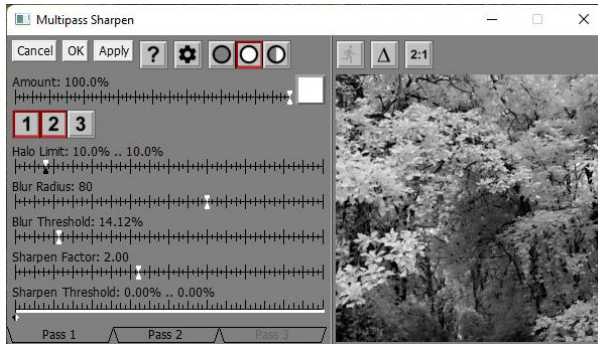 Multipass Sharpen
Cancel OK Apply ? Δ 2:1
Amount: 100.0%
1 2 3
Halo Limit: 10.0% .. 10.0%
Blur Radius: 80
Blur Threshold: 14.12%
Sharpen Factor: 2.00
Sharpen Threshold: 0.00% .. 0.00%
Pass 1 Pass 2 Pass 3